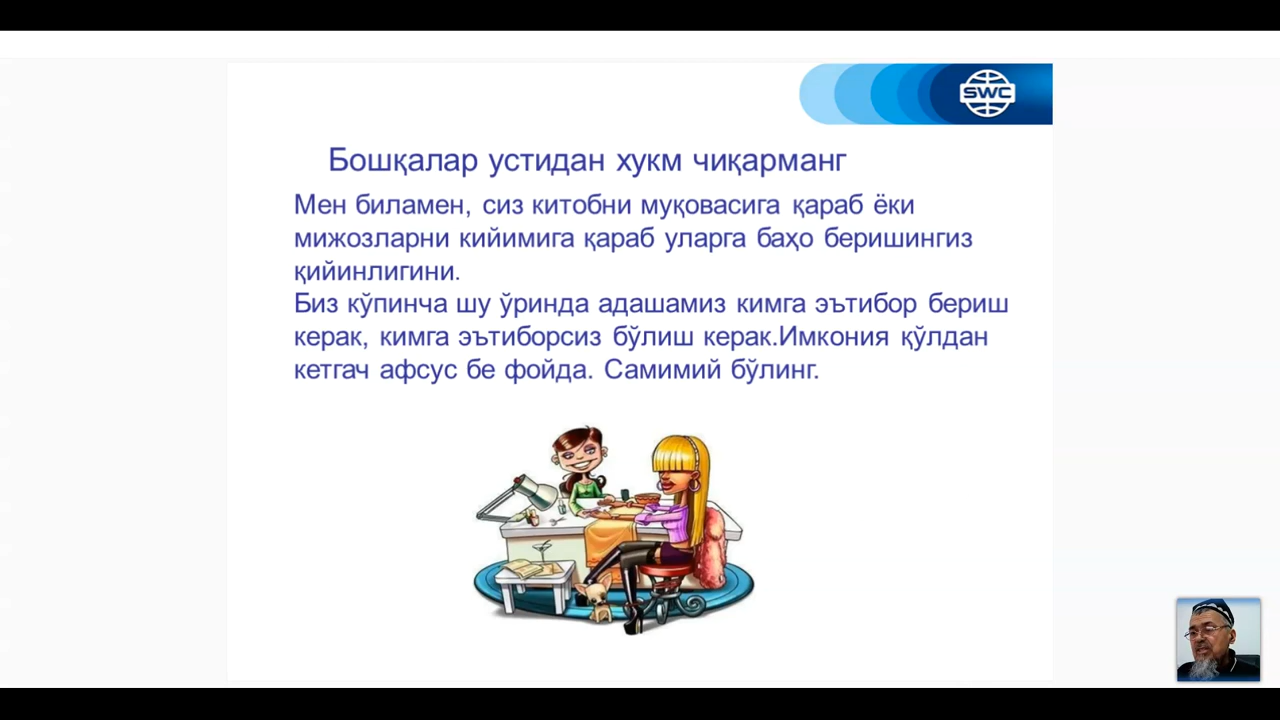 SWC
Бошқалар устидан хукм чиқарманг
Мен биламен, сиз китобни муқовасига қараб ёки
мижозларни кийимига қараб уларга баҳо беришингиз
қийинлигини.
Биз кўпинча шу ўринда адашамиз кимга эътибор бериш
керак, кимга эътиборсиз бўлиш керак.Имкония қўлдан
кетгач афсус бе фойда. Самимий бўлинг.